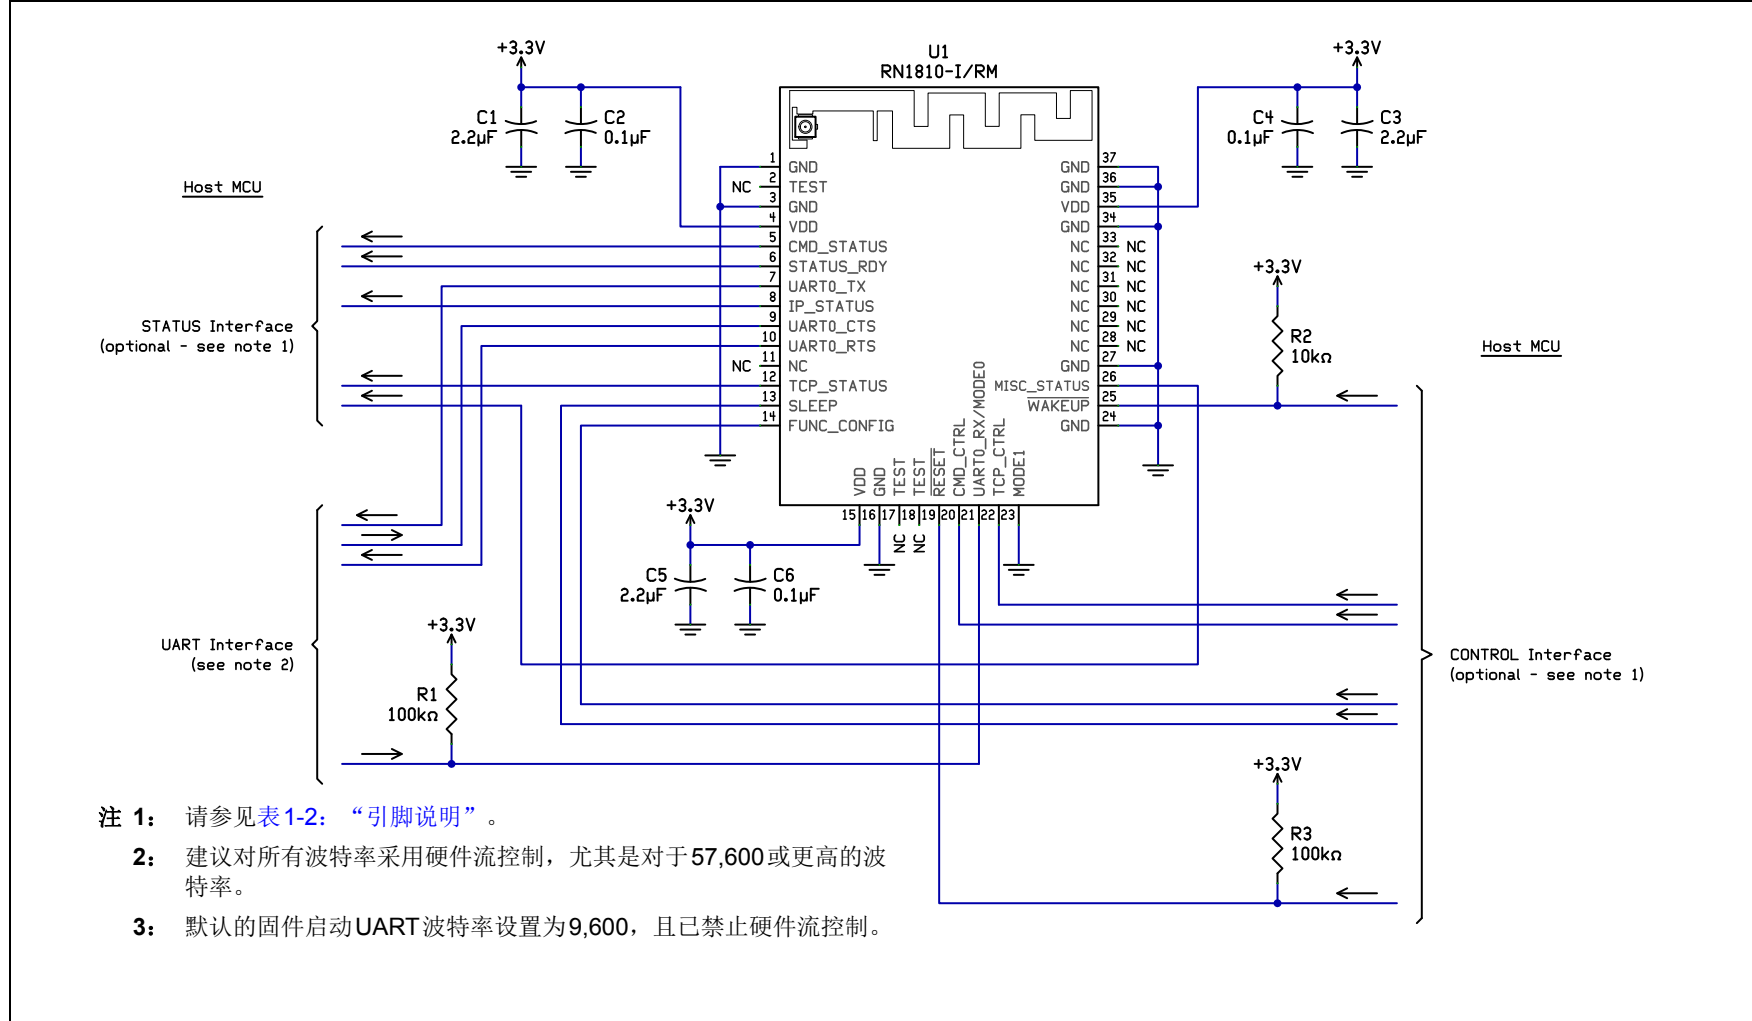 +3.3V
C1
2.2µF
C2
0.1µF
U1
RN1810-I/RM
+3.3V
C4
0.1µF
C3
2.2µF
Host MCU
1 GND
NC 2 TEST
3 GND
4 VDD
5 CMD_STATUS
6 STATUS_RDY
7 UART0_TX
8 IP_STATUS
9 UART0_CTS
10 UART0_RTS
NC 11 NC
12 TCP_STATUS
13 SLEEP
14 FUNC_CONFIG
GND 37
GND 36
VDD 35
GND 34
NC 33 NC
NC 32 NC
NC 31 NC
NC 30 NC
NC 29 NC
NC 28 NC
GND 27
MISC_STATUS 26
WAKEUP 25
GND 24
VDD 15
GND 16
TEST 17 NC
TEST 18 NC
RESET 19
CMD_CTRL 20
UART0_RX/MODE0 21
TCP_CTRL 22
MODE1 23
STATUS Interface
(optional - see note 1)
+3.3V
R2
10kΩ
Host MCU
+3.3V
C5
2.2µF
C6
0.1µF
UART Interface
(see note 2)
+3.3V
R1
100kΩ
CONTROL Interface
(optional - see note 1)
+3.3V
R3
100kΩ
注 1： 请参见表1-2：“引脚说明”。
2： 建议对所有波特率采用硬件流控制，尤其是对于57,600或更高的波
特率。
3： 默认的固件启动UART波特率设置为9,600，且已禁止硬件流控制。